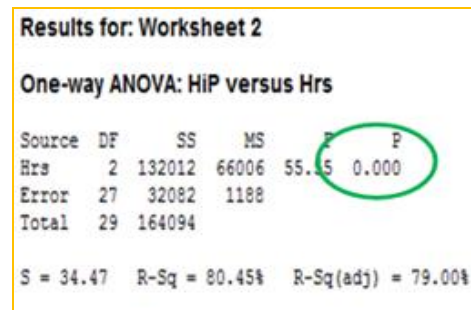 Results for: Worksheet 2
One-way ANOVA: HiP versus Hrs
Source DF SS MS F P
Hrs 2 132012 66006 0.000
Error 27 32082 1188
Total 29 164094
S = 34.47 R-Sq = 80.45% R-Sq(adj) = 79.00%